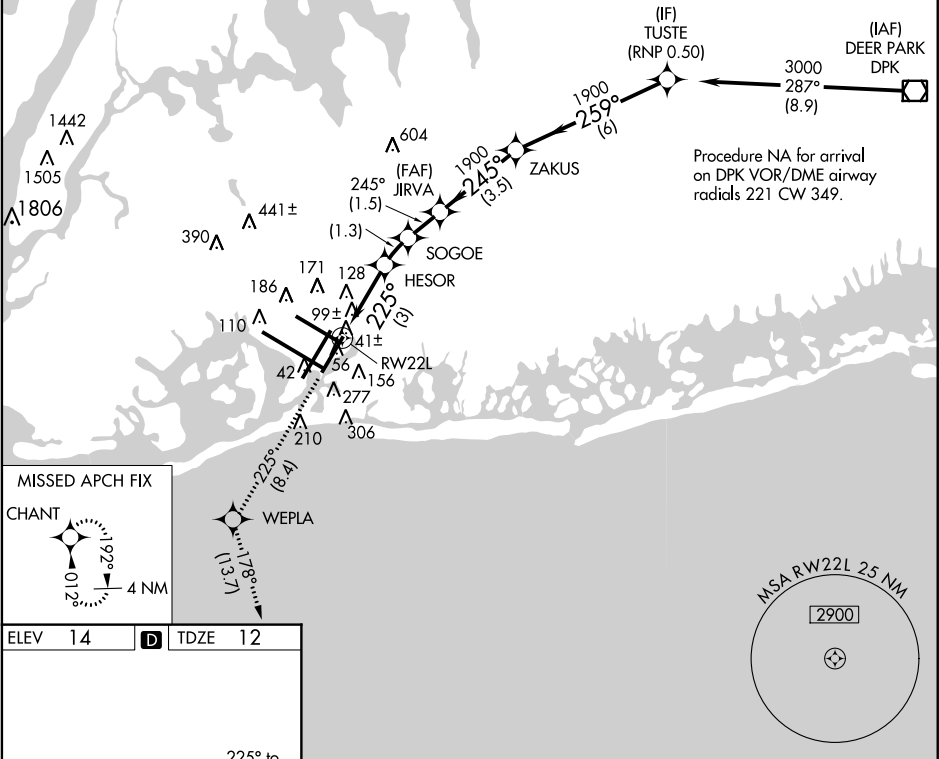 (IF)
TUSTE
(RNP 0.50)
(IAF)
DEER PARK
DPK
3000
287°
(8.9)
1900
259°
(6)
1442
1505
1806
604
(FAF)
JIRVA
1900
245°
(3.5)
ZAKUS
Procedure NA for arrival
on DPK VOR/DME airway
radials 221 CW 349.
245°
(1.5)
441±
390
(1.3)
SOGOE
HESOR
171
128
186
110
99±
225°
(3)
41±
RW22L
42
56
156
277
210
306
225°
(8.4)
MISSED APCH FIX
CHANT
192°
012°
4 NM
WEPLA
178°
(13.7)
MSA RW22L 25 NM
2900
ELEV 14 D TDZE 12
225° to